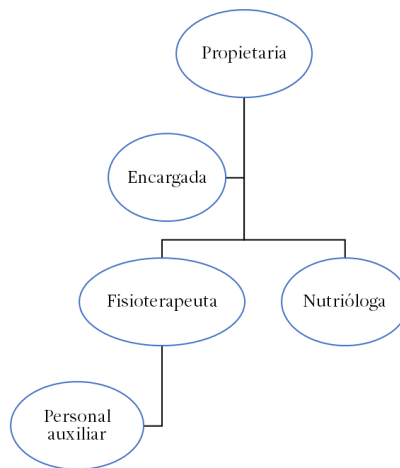 Propietaria
Encargada
Fisioterapeuta
Nutrióloga
Personal
auxiliar